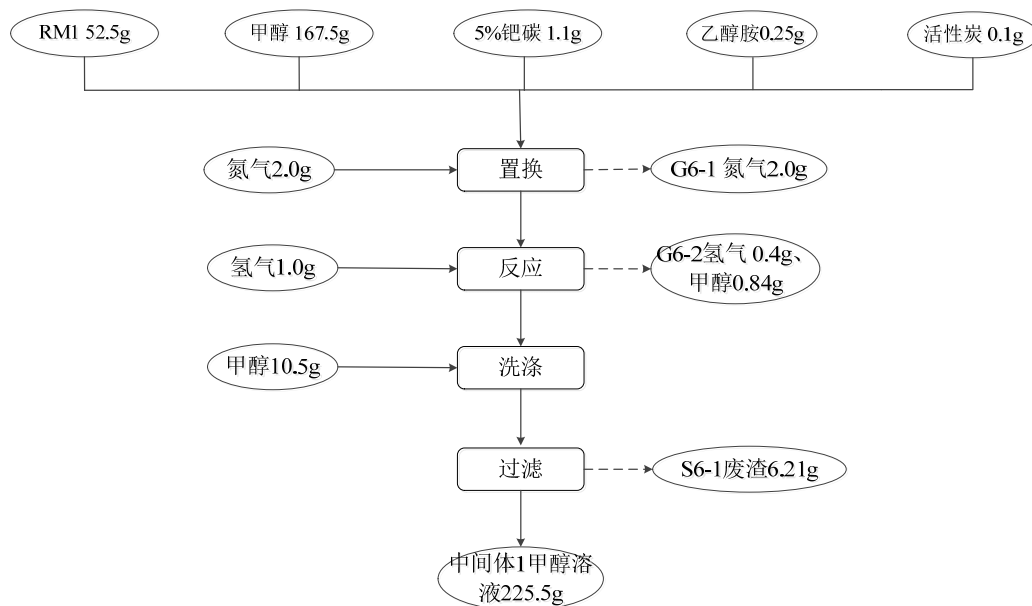 RM1 52.5g
甲醇 167.5g
5%钯碳 1.1g
乙醇胺0.25g
活性炭 0.1g
氮气2.0g
置换
G6-1 氮气2.0g
氢气1.0g
反应
G6-2氢气 0.4g、
甲醇0.84g
甲醇10.5g
洗涤
过滤
S6-1废渣6.21g
中间体1甲醇溶
液225.5g